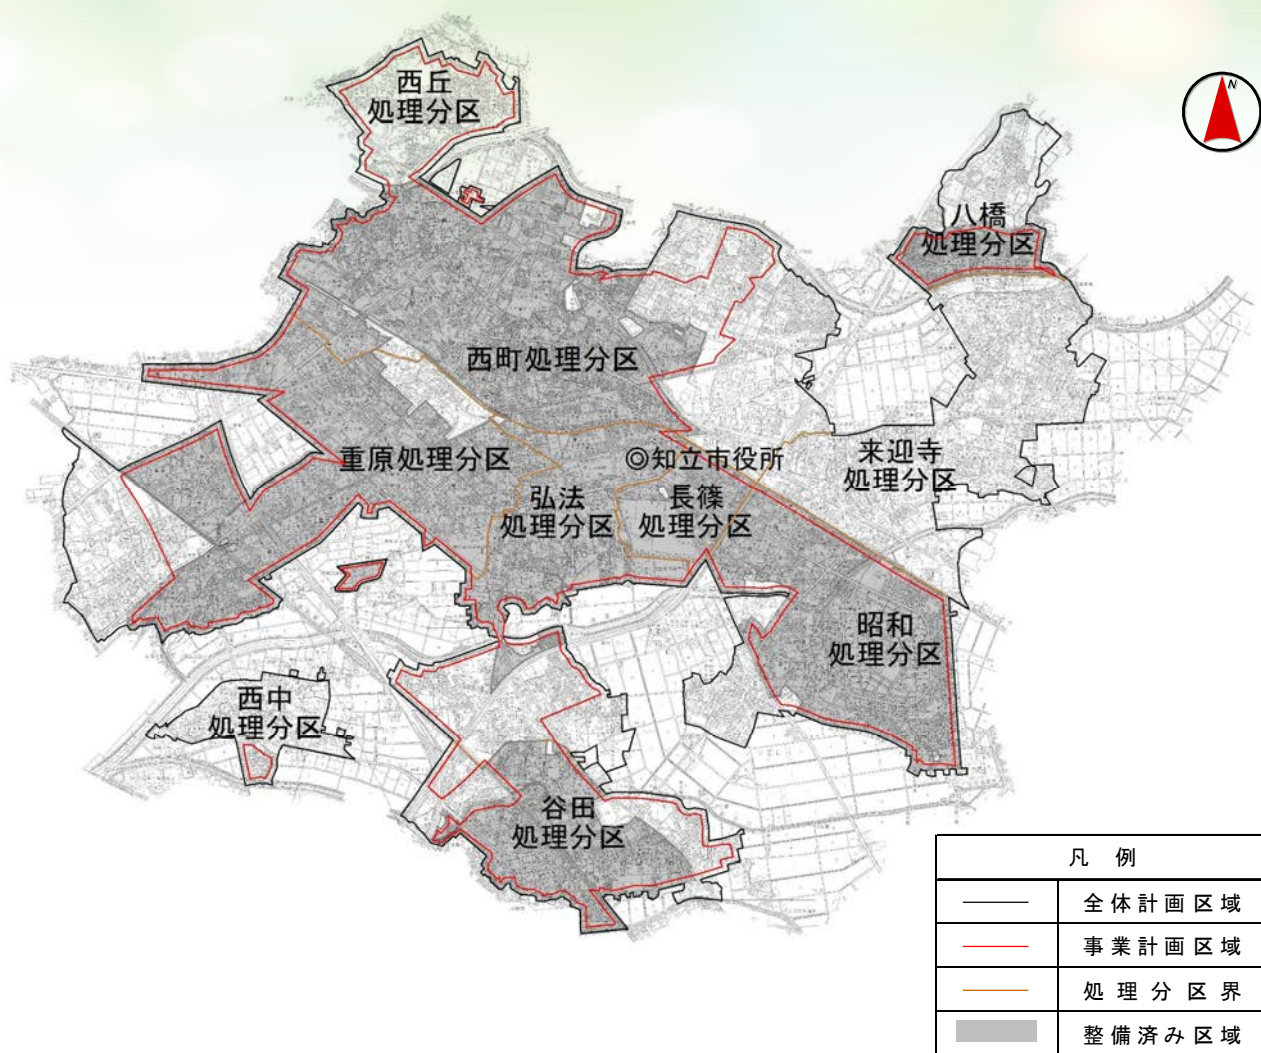 西丘
処理分区
N
八橋
処理分区
西町処理分区
重原処理分区
◎知立市役所
来迎寺
処理分区
弘法
処理分区
長篠
処理分区
昭和
処理分区
西中
処理分区
谷田
処理分区
凡 例
全体計画区域
事業計画区域
処理分区界
整備済み区域